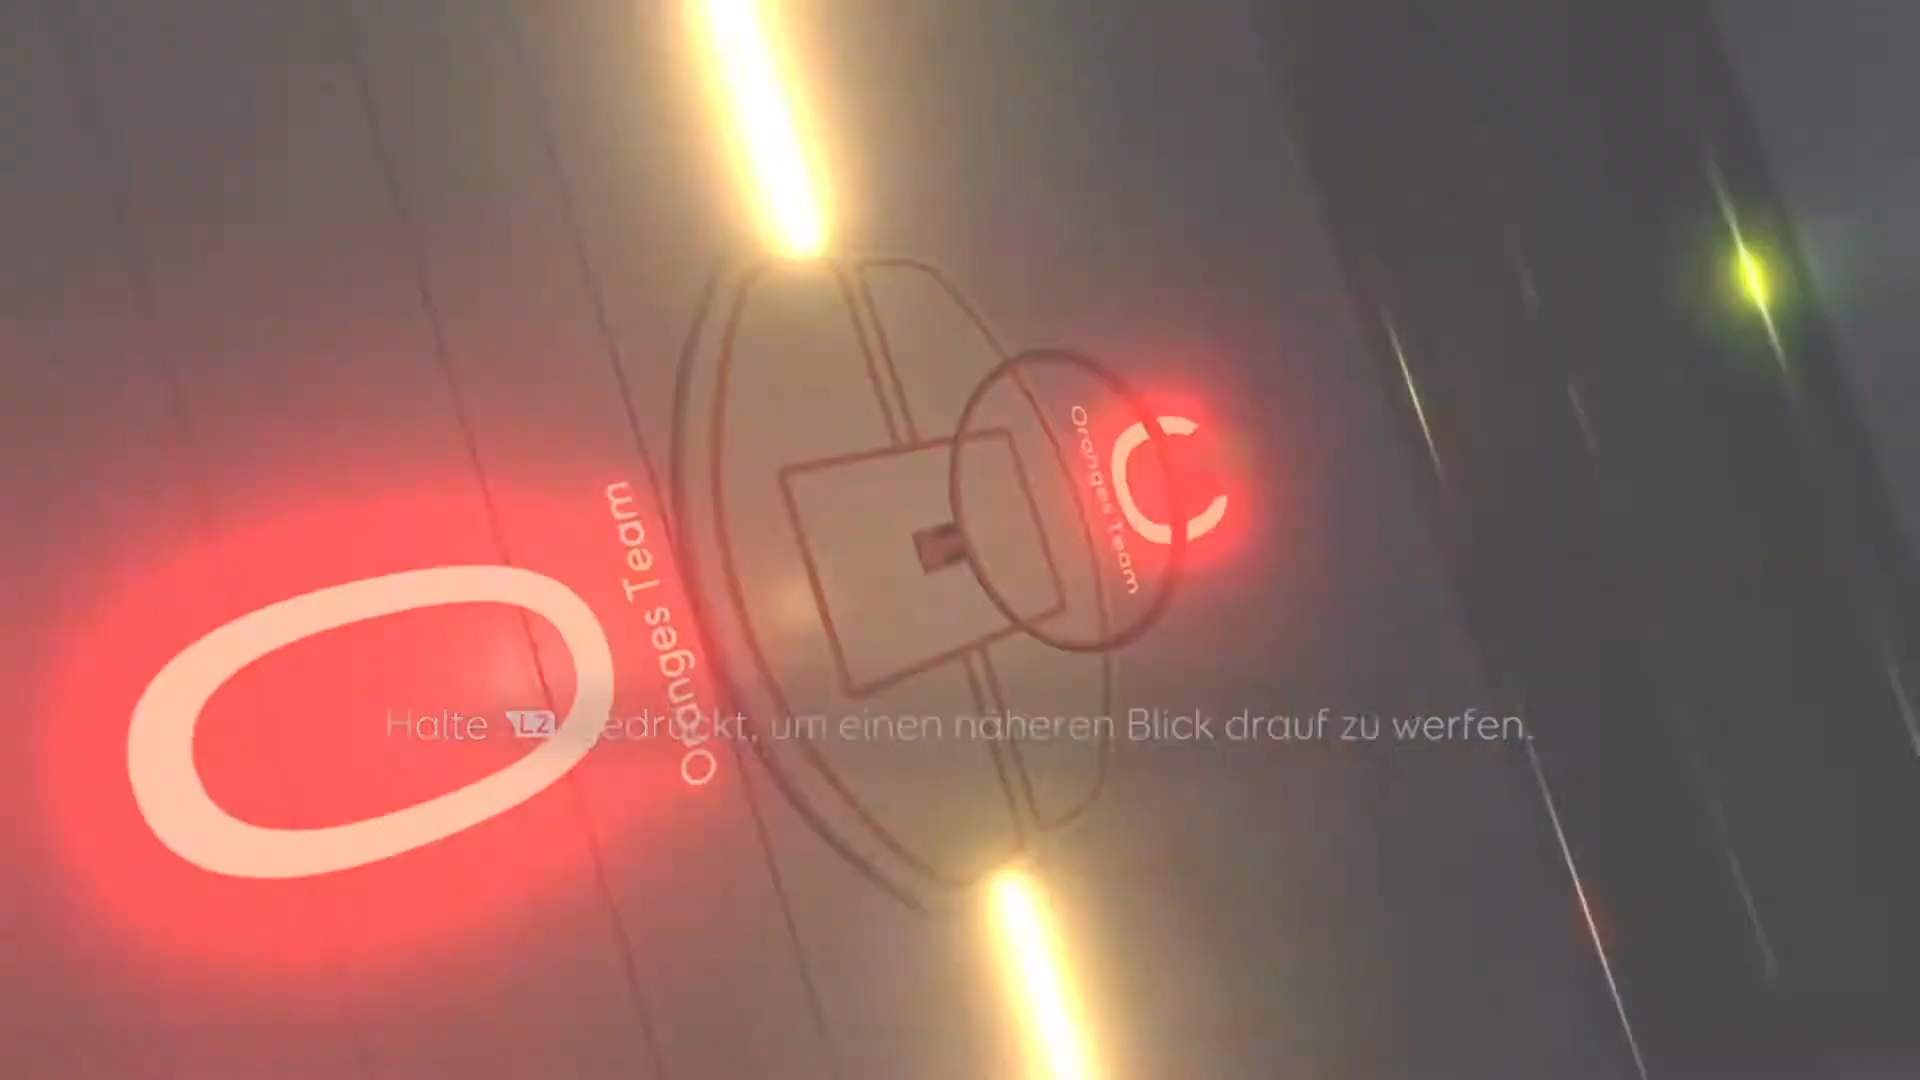 Oranges Team
O
Oranges Team
Halte L2 gedrückt, um einen näheren Blick drauf zu werfen.